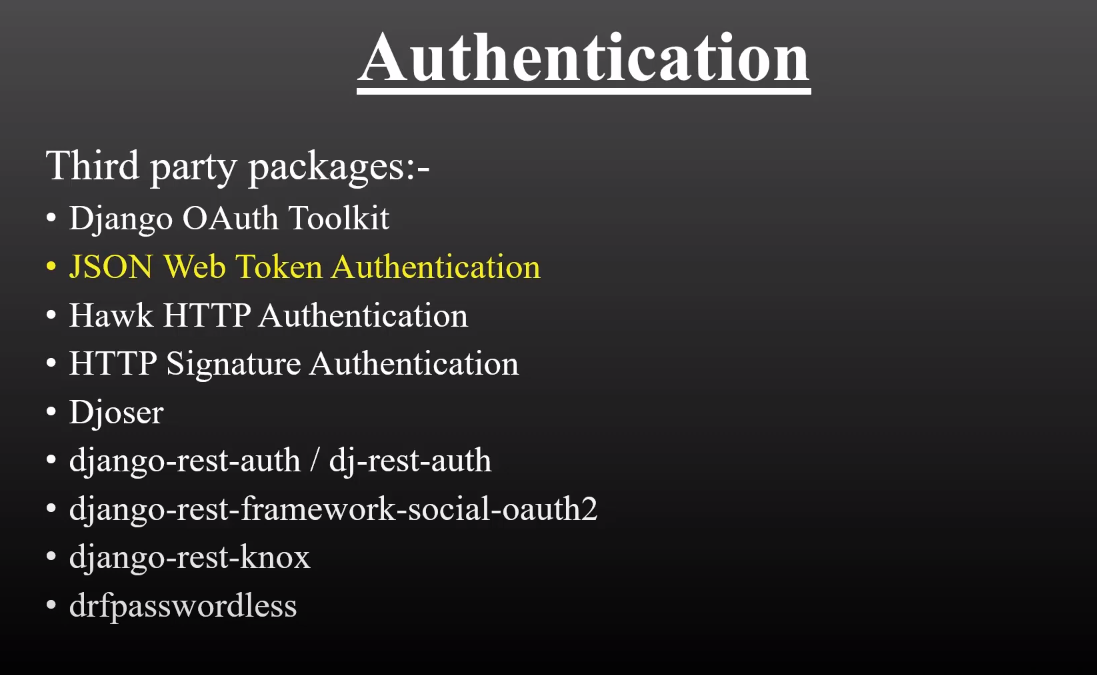 Authentication
Third party packages:-
• Django OAuth Toolkit
• JSON Web Token Authentication
• Hawk HTTP Authentication
• HTTP Signature Authentication
• Djoser
• django-rest-auth / dj-rest-auth
• django-rest-framework-social-oauth2
• django-rest-knox
• drfpasswordless